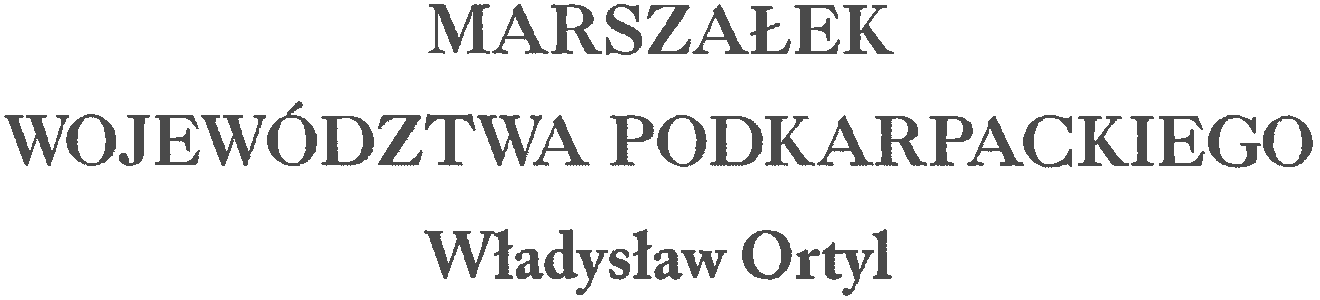 MARSZAŁEK
WOJEWÓDZTWA PODKARPACKIEGO
Władysław Ortyl